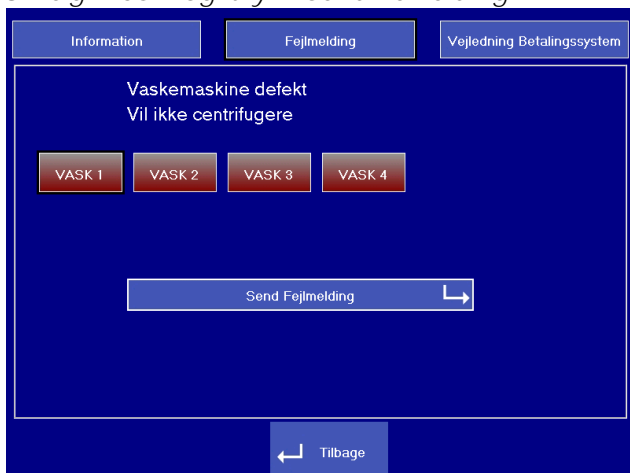 Information
Fejlmelding
Vejledning Betalingssystem
Vaskemaskine defekt
Vil ikke centrifugere
VASK 1
VASK 2
VASK 3
VASK 4
Send Fejlmelding
Tilbage